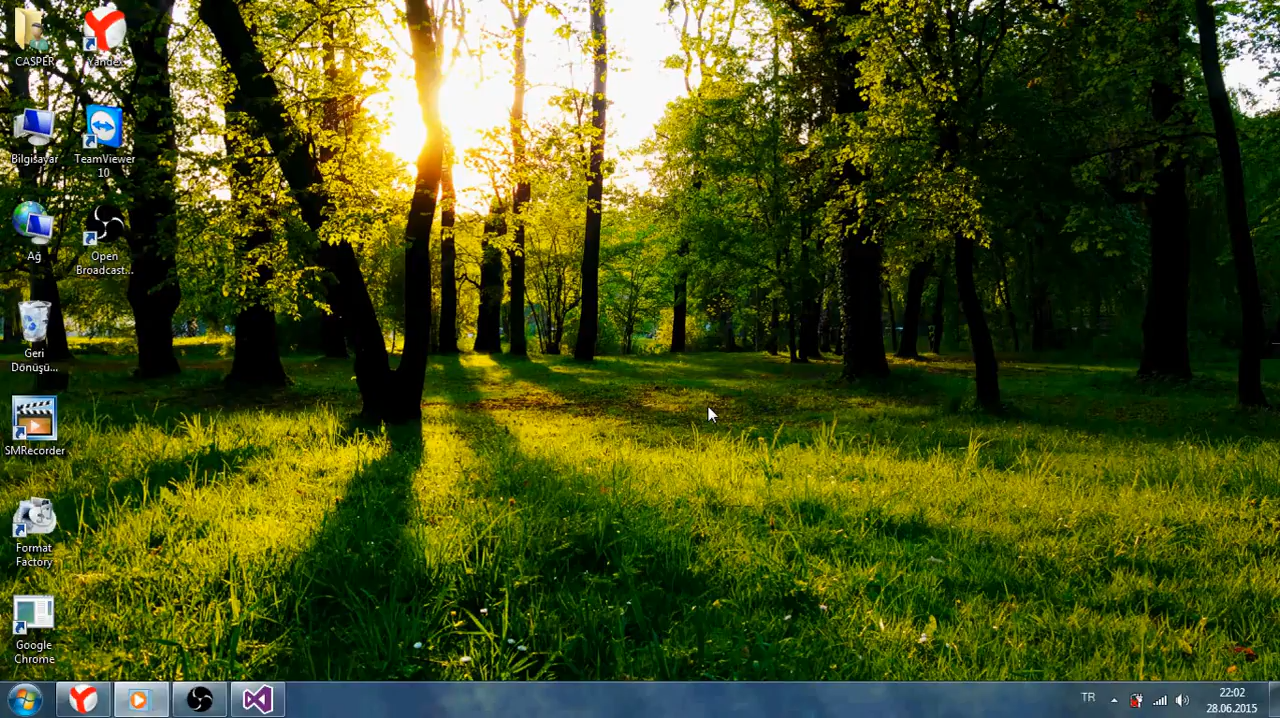 CASPER
Yandex
Bilgisayar
TeamViewer
10
Ağ
Open
Broadcast...
Geri
Dönüşü...
SMRecorder
Format
Factory
Google
Chrome
TR
22:02
28.06.2015